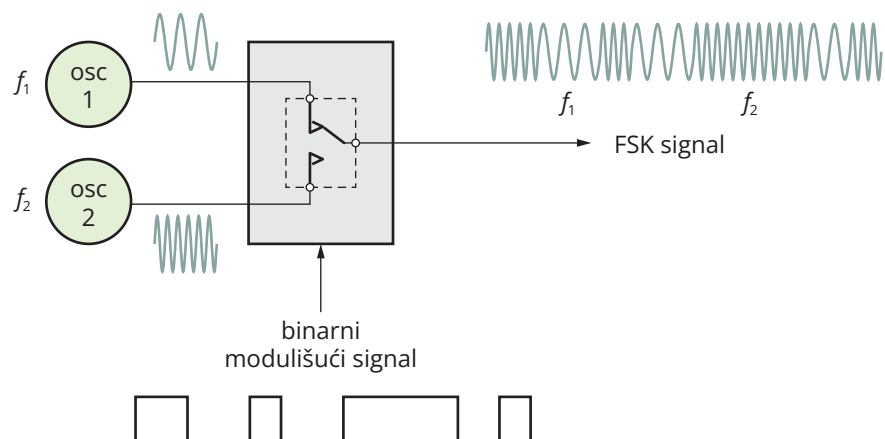 f₁
osc
1
f₂
osc
2
f₁
f₂
FSK signal
binarni
modulišući signal